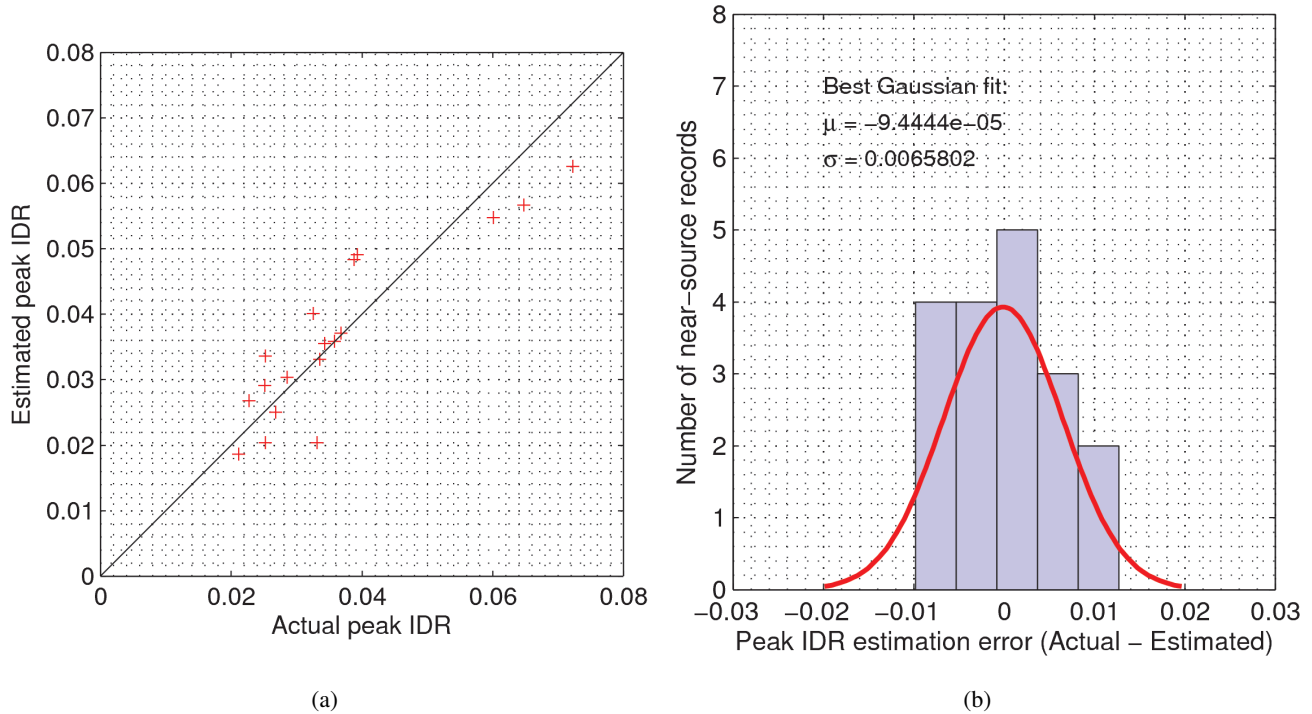 0.08
0.07
0.06
0.05
0.04
0.03
0.02
0.01
0
Estimated peak IDR
0 0.02 0.04 0.06 0.08
Actual peak IDR
(a)
8
7
6
5
4
3
2
1
0
Number of near−source records
Best Gaussian fit:
μ = −9.4444e−05
σ = 0.0065802
−0.03 −0.02 −0.01 0 0.01 0.02 0.03
Peak IDR estimation error (Actual − Estimated)
(b)